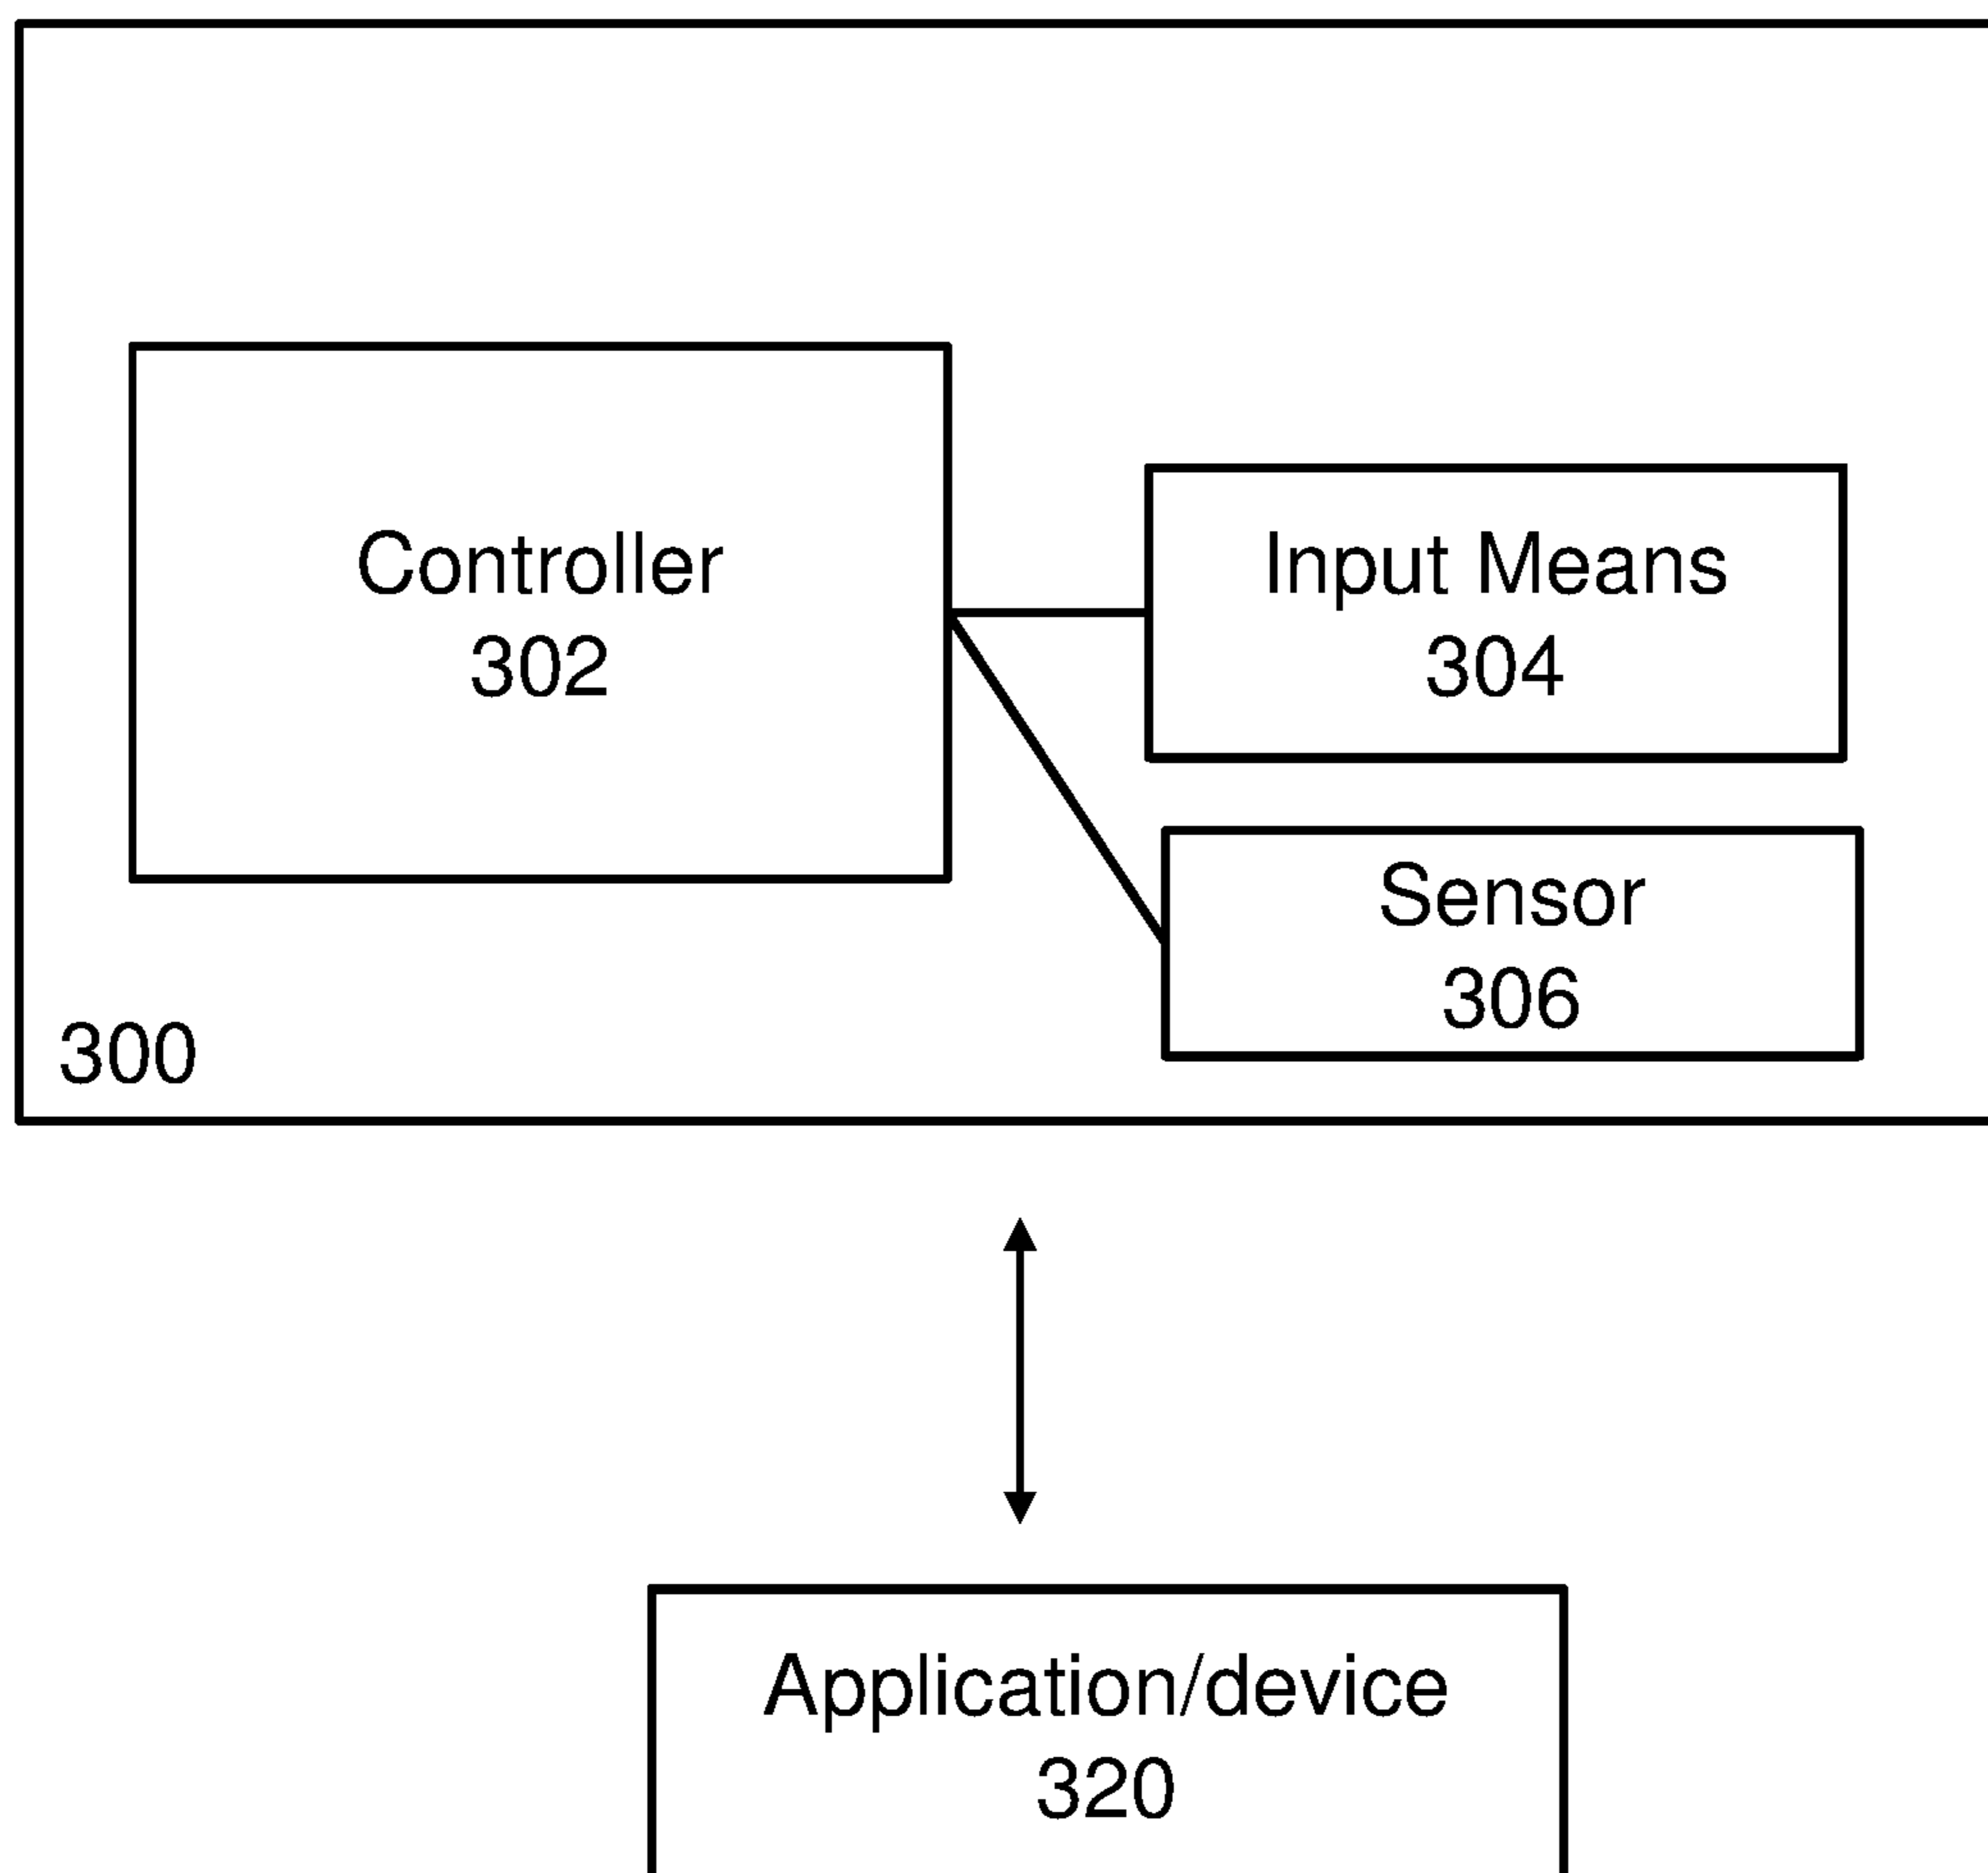 Controller
302
Input Means
304
Sensor
306
300
Application/device
320